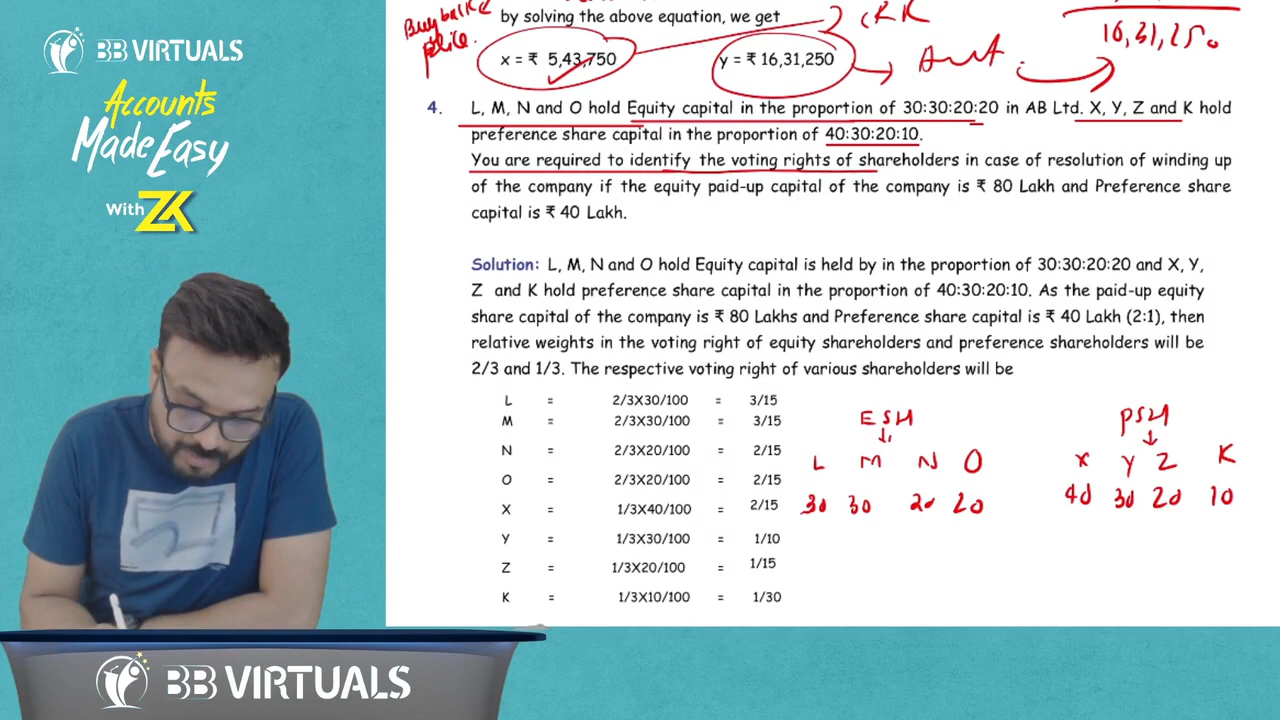 BB VIRTUALS
Accounts
Made Easy
With ZK
Buyback
price.
by solving the above equation, we get
CRR
16,31,250
x = ₹ 5,43,750 y = ₹ 16,31,250
4. L, M, N and O hold Equity capital in the proportion of 30:30:20:20 in AB Ltd. X, Y, Z and K hold
preference share capital in the proportion of 40:30:20:10.
You are required to identify the voting rights of shareholders in case of resolution of winding up
of the company if the equity paid-up capital of the company is ₹ 80 Lakh and Preference share
capital is ₹ 40 Lakh.
Solution: L, M, N and O hold Equity capital is held by in the proportion of 30:30:20:20 and X, Y,
Z and K hold preference share capital in the proportion of 40:30:20:10. As the paid-up equity
share capital of the company is ₹ 80 Lakhs and Preference share capital is ₹ 40 Lakh (2:1), then
relative weights in the voting right of equity shareholders and preference shareholders will be
2/3 and 1/3. The respective voting right of various shareholders will be
L = 2/3X30/100 = 3/15
M = 2/3X30/100 = 3/15
N = 2/3X20/100 = 2/15
O = 2/3X20/100 = 2/15
X = 1/3X40/100 = 2/15
Y = 1/3X30/100 = 1/10
Z = 1/3X20/100 = 1/15
K = 1/3X10/100 = 1/30
ESH
L M N O
30 30 20 20
PSH
X Y Z K
40 30 20 10
BB VIRTUALS